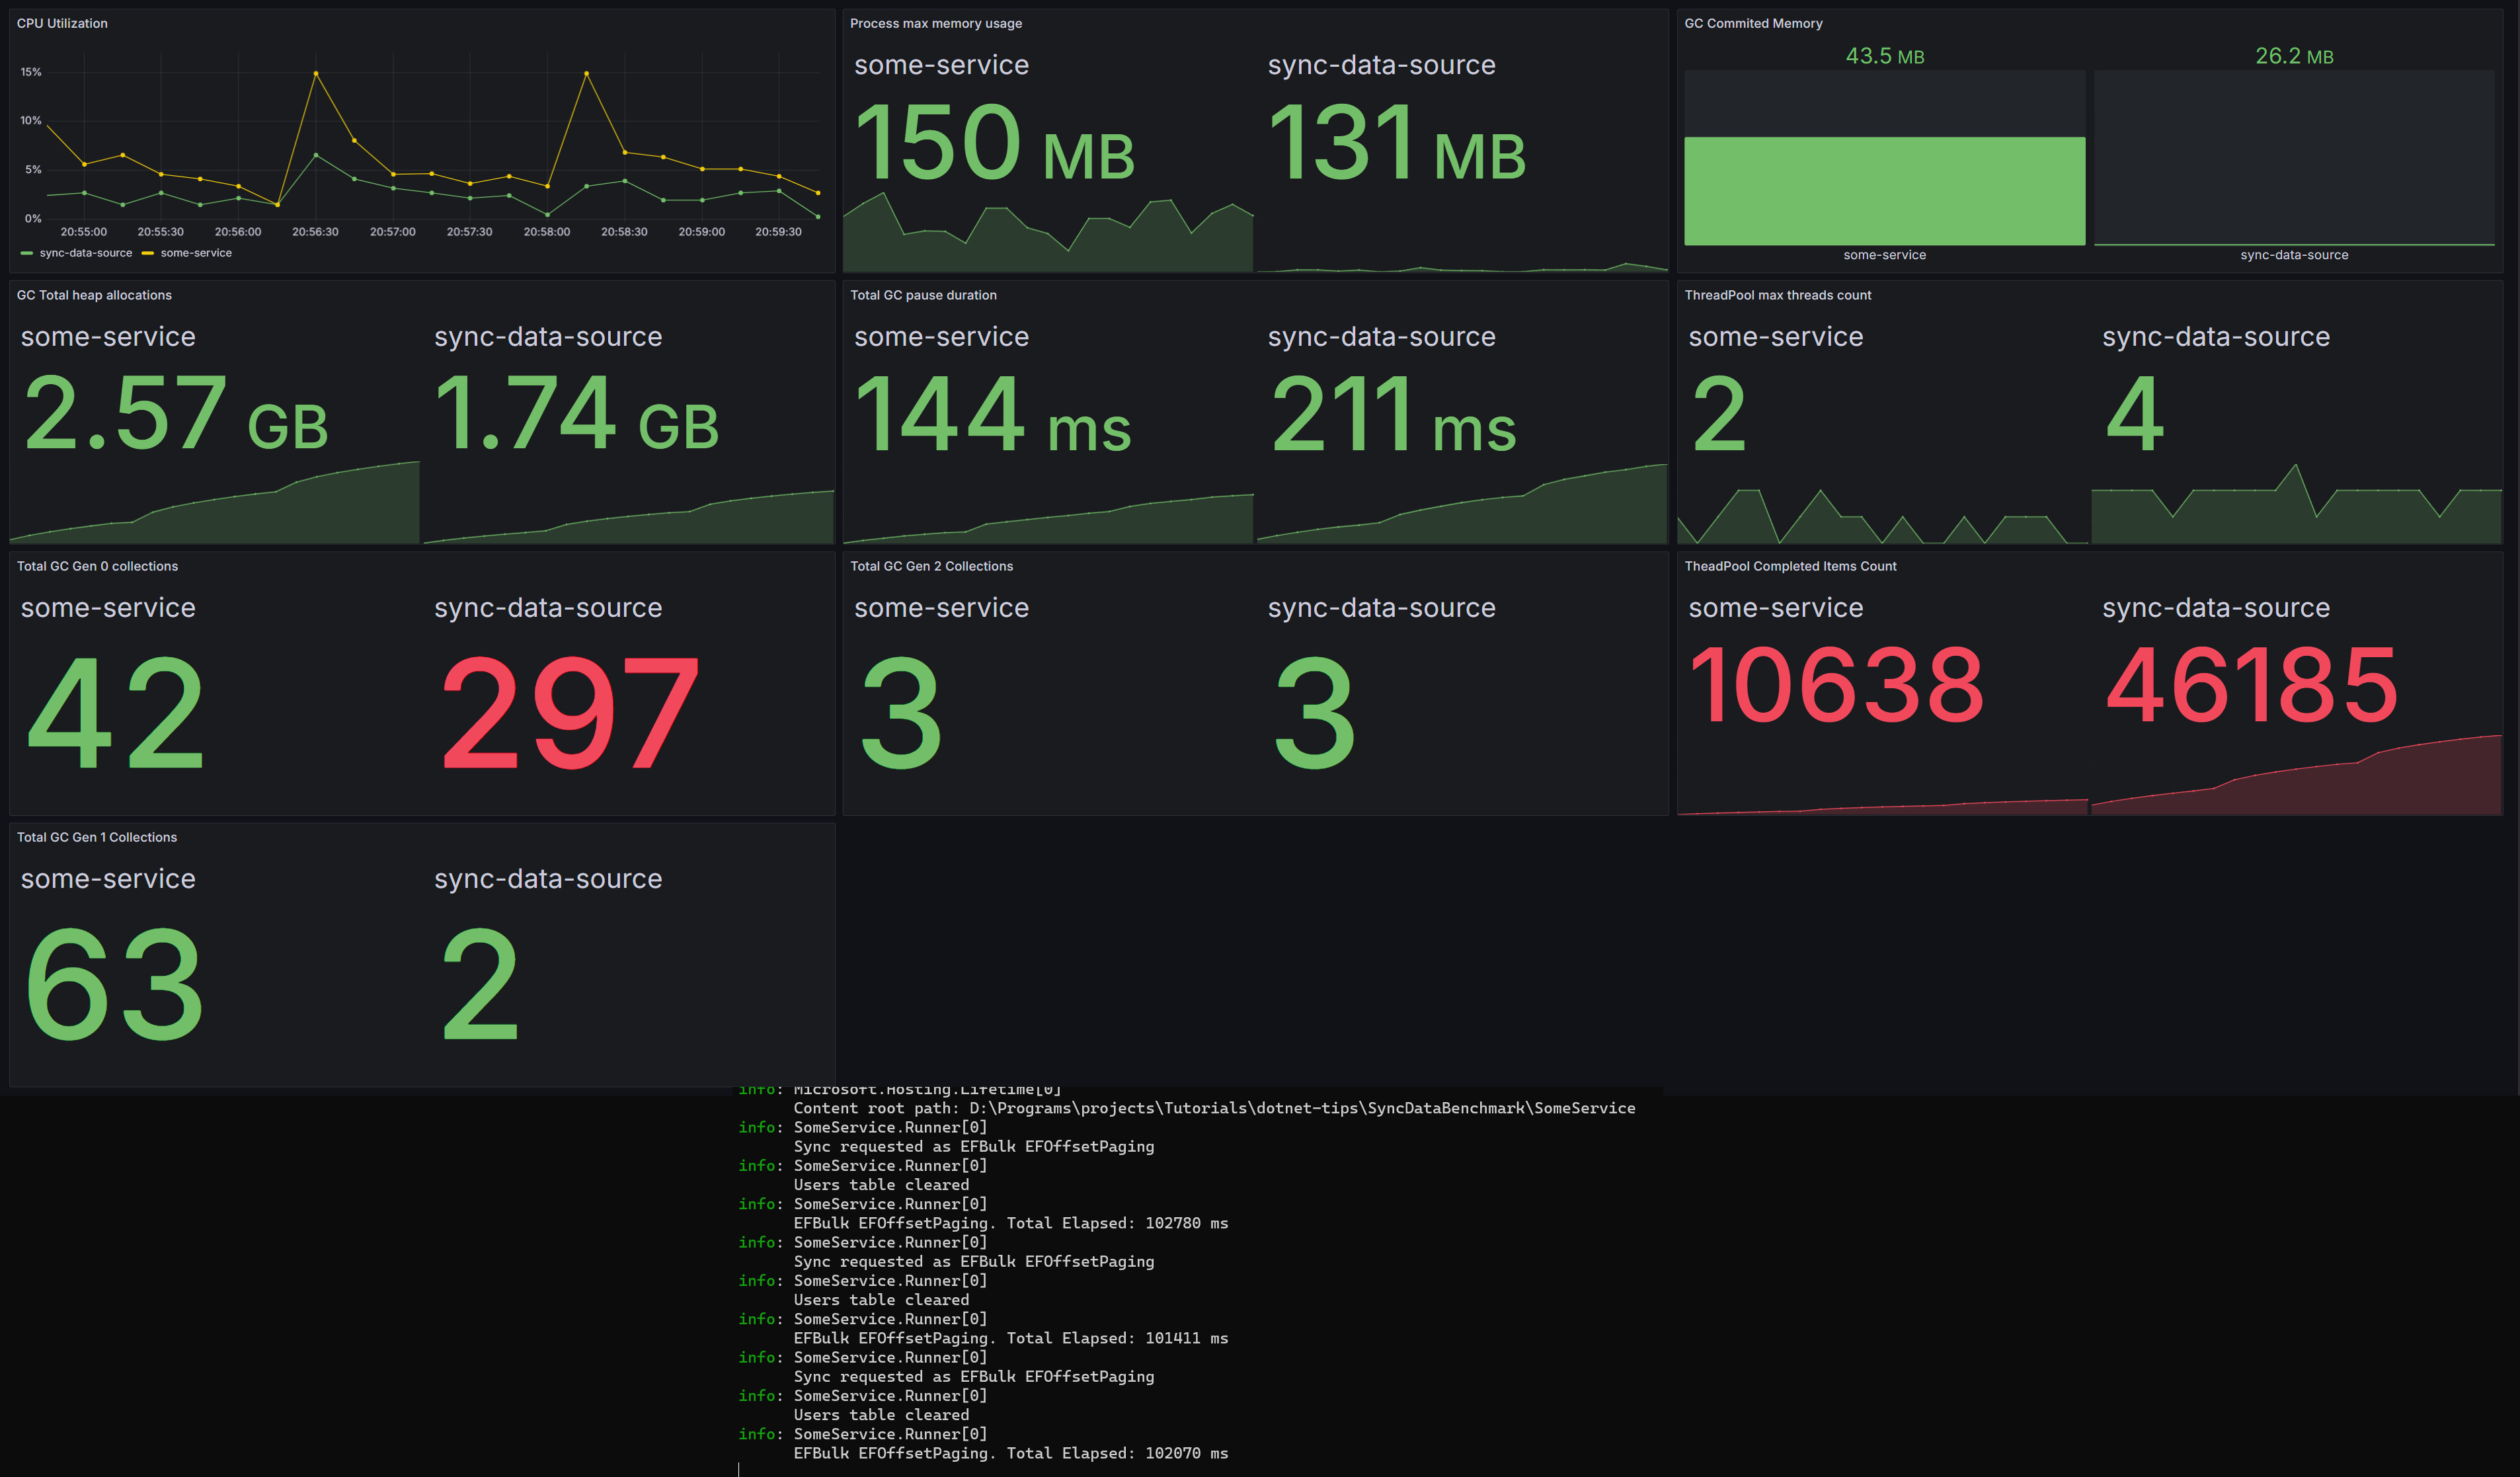 CPU Utilization
15%
10%
5%
0%
20:55:00 20:55:30 20:56:00 20:56:30 20:57:00 20:57:30 20:58:00 20:58:30 20:59:00 20:59:30
sync-data-source some-service
Process max memory usage
some-service sync-data-source
150 MB 131 MB
GC Commited Memory
43.5 MB 26.2 MB
some-service sync-data-source
GC Total heap allocations
some-service sync-data-source
2.57 GB 1.74 GB
Total GC pause duration
some-service sync-data-source
144 ms 211 ms
ThreadPool max threads count
some-service sync-data-source
2 4
Total GC Gen 0 collections
some-service sync-data-source
42 297
Total GC Gen 2 Collections
some-service sync-data-source
3 3
TheadPool Completed Items Count
some-service sync-data-source
10638 46185
Total GC Gen 1 Collections
some-service sync-data-source
63 2
info: Microsoft.Hosting.Lifetime[0]
Content root path: D:\Programs\projects\Tutorials\dotnet-tips\SyncDataBenchmark\SomeService
info: SomeService.Runner[0]
Sync requested as EFBulk EFOffsetPaging
info: SomeService.Runner[0]
Users table cleared
info: SomeService.Runner[0]
EFBulk EFOffsetPaging. Total Elapsed: 102780 ms
info: SomeService.Runner[0]
Sync requested as EFBulk EFOffsetPaging
info: SomeService.Runner[0]
Users table cleared
info: SomeService.Runner[0]
EFBulk EFOffsetPaging. Total Elapsed: 101411 ms
info: SomeService.Runner[0]
Sync requested as EFBulk EFOffsetPaging
info: SomeService.Runner[0]
Users table cleared
info: SomeService.Runner[0]
EFBulk EFOffsetPaging. Total Elapsed: 102070 ms